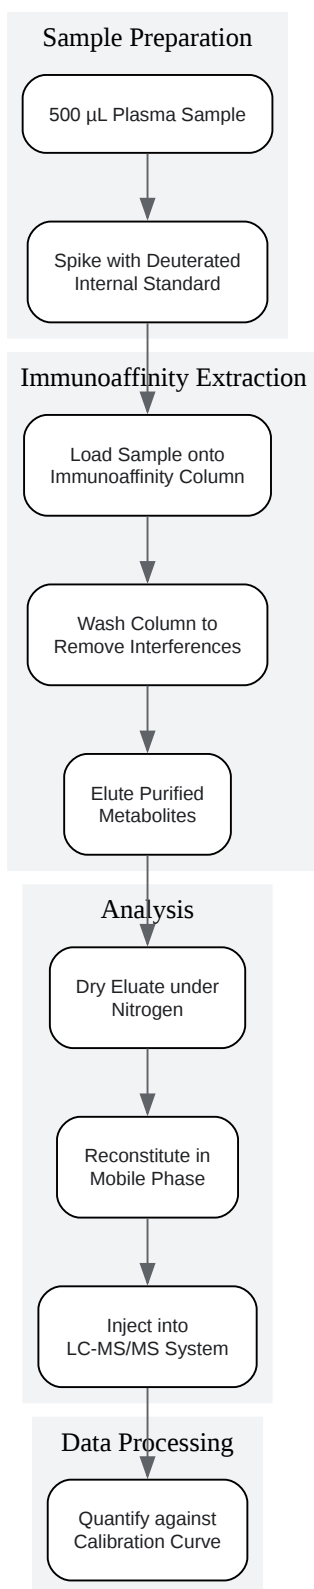 Sample Preparation
500 µL Plasma Sample
Spike with Deuterated
Internal Standard
Immunoaffinity Extraction
Load Sample onto
Immunoaffinity Column
Wash Column to
Remove Interferences
Elute Purified
Metabolites
Analysis
Dry Eluate under
Nitrogen
Reconstitute in
Mobile Phase
Inject into
LC-MS/MS System
Data Processing
Quantify against
Calibration Curve